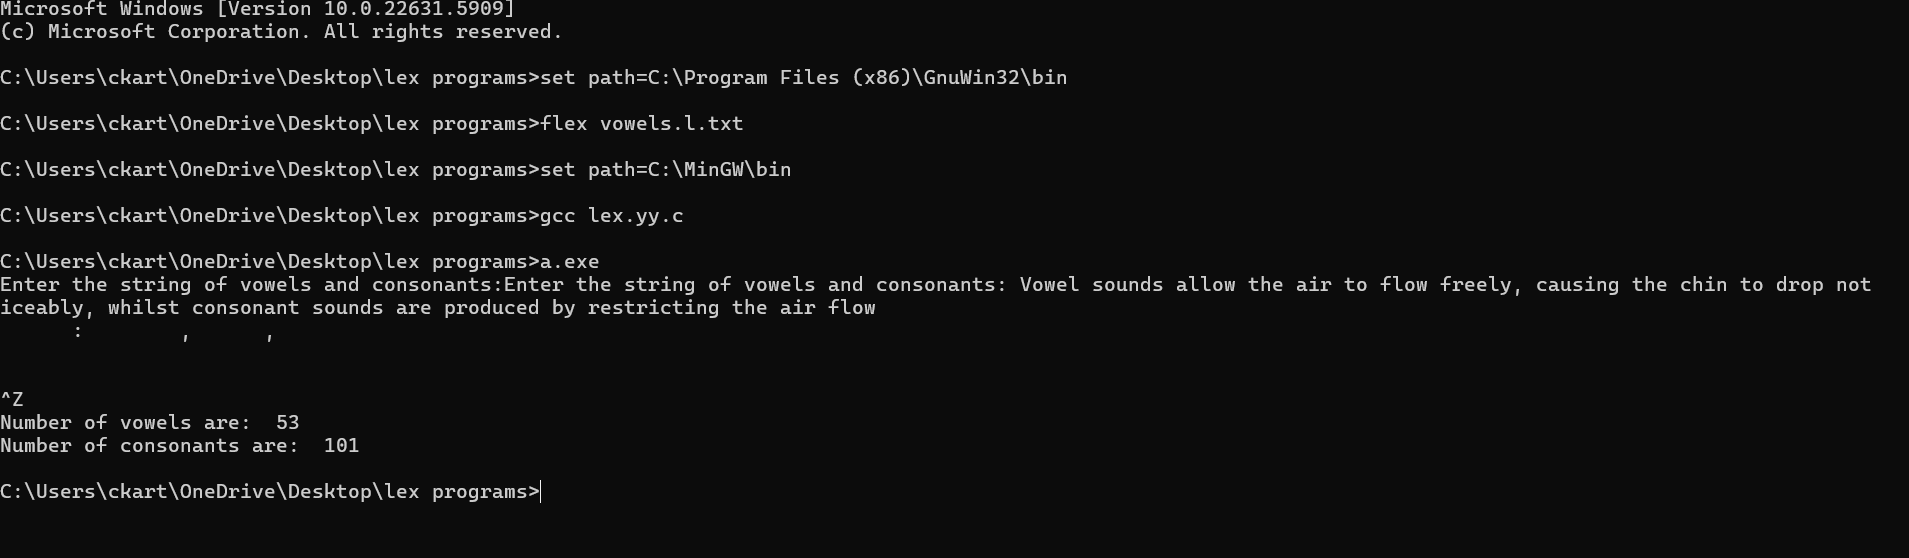 Microsoft Windows [Version 10.0.22631.5909]
(c) Microsoft Corporation. All rights reserved.
C:\Users\ckart\OneDrive\Desktop\lex programs>set path=C:\Program Files (x86)\GnuWin32\bin
C:\Users\ckart\OneDrive\Desktop\lex programs>flex vowels.l.txt
C:\Users\ckart\OneDrive\Desktop\lex programs>set path=C:\MinGW\bin
C:\Users\ckart\OneDrive\Desktop\lex programs>gcc lex.yy.c
C:\Users\ckart\OneDrive\Desktop\lex programs>a.exe
Enter the string of vowels and consonants:Enter the string of vowels and consonants: Vowel sounds allow the air to flow freely, causing the chin to drop not
iceably, whilst consonant sounds are produced by restricting the air flow
      :        ,      ,
^Z
Number of vowels are:  53
Number of consonants are:  101
C:\Users\ckart\OneDrive\Desktop\lex programs>